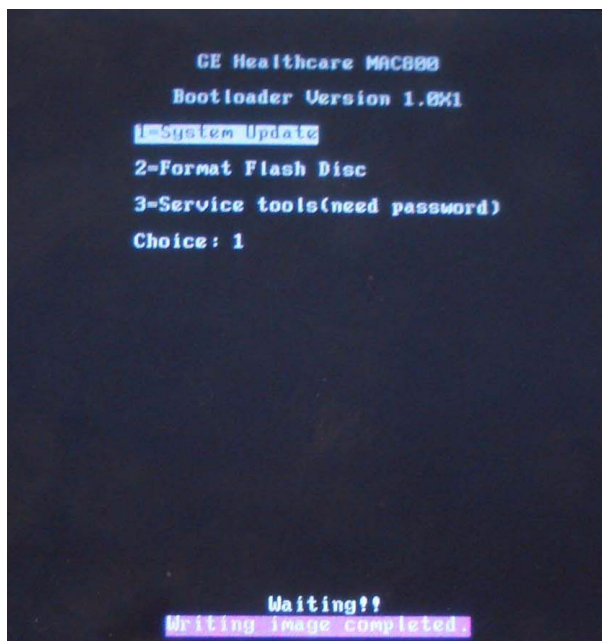 GE Healthcare MAC800
Bootloader Version 1.0X1
1=System Update
2=Format Flash Disc
3=Service tools(need password)
Choice: 1
Waiting!!
Writing image completed.